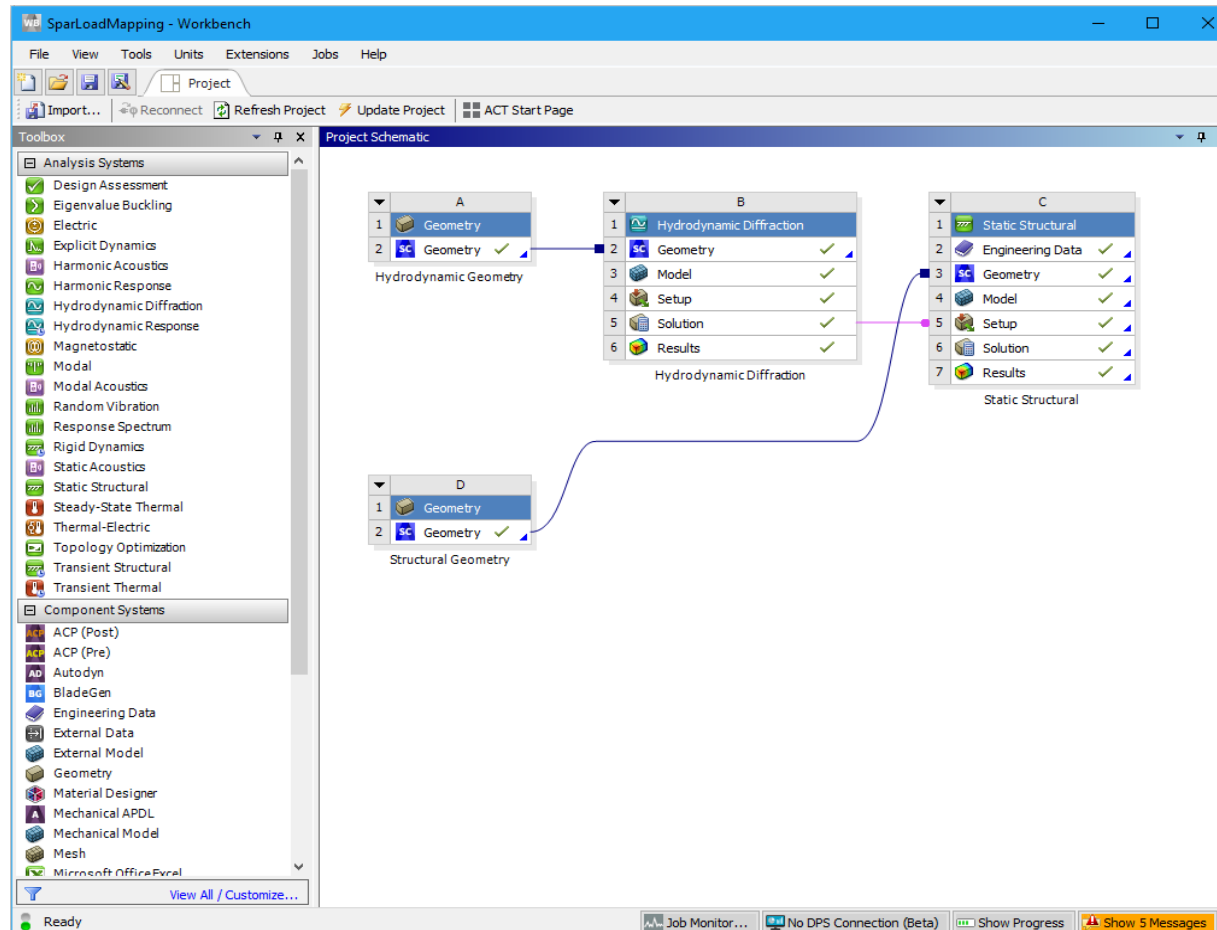 SparLoadMapping - Workbench
File View Tools Units Extensions Jobs Help
Project
Import... Reconnect Refresh Project Update Project ACT Start Page
Toolbox
Analysis Systems
Design Assessment
Eigenvalue Buckling
Electric
Explicit Dynamics
Harmonic Acoustics
Harmonic Response
Hydrodynamic Diffraction
Hydrodynamic Response
Magnetostatic
Modal
Modal Acoustics
Random Vibration
Response Spectrum
Rigid Dynamics
Static Acoustics
Static Structural
Steady-State Thermal
Thermal-Electric
Topology Optimization
Transient Structural
Transient Thermal
Component Systems
ACP (Post)
ACP (Pre)
Autodyn
BladeGen
Engineering Data
External Data
External Model
Geometry
Material Designer
Mechanical APDL
Mechanical Model
Mesh
Microsoft Office Excel
View All / Customize...
Project Schematic
A
1 Geometry
2 Geometry
Hydrodynamic Geometry
B
1 Hydrodynamic Diffraction
2 Geometry
3 Model
4 Setup
5 Solution
6 Results
Hydrodynamic Diffraction
C
1 Static Structural
2 Engineering Data
3 Geometry
4 Model
5 Setup
6 Solution
7 Results
Static Structural
D
1 Geometry
2 Geometry
Structural Geometry
Ready
Job Monitor... No DPS Connection (Beta) Show Progress Show 5 Messages